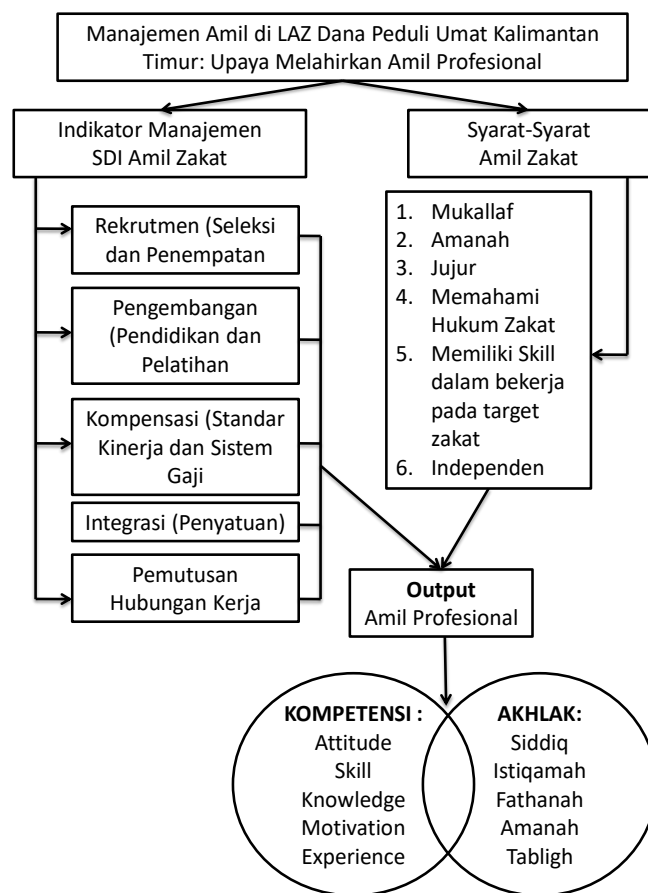 Manajemen Amil di LAZ Dana Peduli Umat Kalimantan
Timur: Upaya Melahirkan Amil Profesional
Indikator Manajemen
SDI Amil Zakat
Rekrutmen (Seleksi
dan Penempatan
Pengembangan
(Pendidikan dan
Pelatihan
Kompensasi (Standar
Kinerja dan Sistem
Gaji
Integrasi (Penyatuan)
Pemutusan
Hubungan Kerja
Syarat-Syarat
Amil Zakat
1. Mukallaf
2. Amanah
3. Jujur
4. Memahami
Hukum Zakat
5. Memiliki Skill
dalam bekerja
pada target
zakat
6. Independen
Output
Amil Profesional
KOMPETENSI :
Attitude
Skill
Knowledge
Motivation
Experience
AKHLAK:
Siddiq
Istiqamah
Fathanah
Amanah
Tabligh